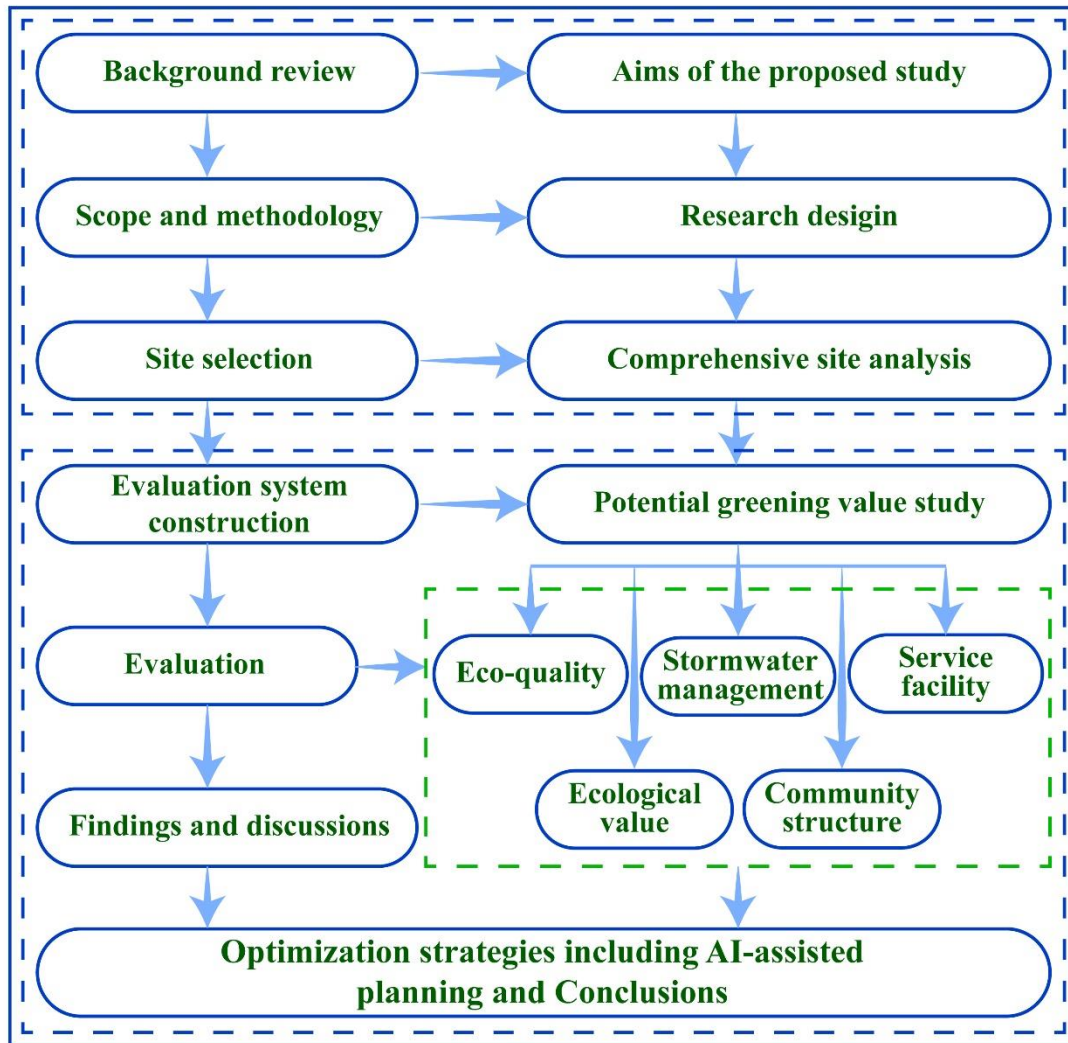 Background review
Aims of the proposed study
Scope and methodology
Research desigin
Site selection
Comprehensive site analysis
Evaluation system
construction
Potential greening value study
Evaluation
Eco-quality
Stormwater
management
Service
facility
Ecological
value
Community
structure
Findings and discussions
Optimization strategies including AI-assisted
planning and Conclusions